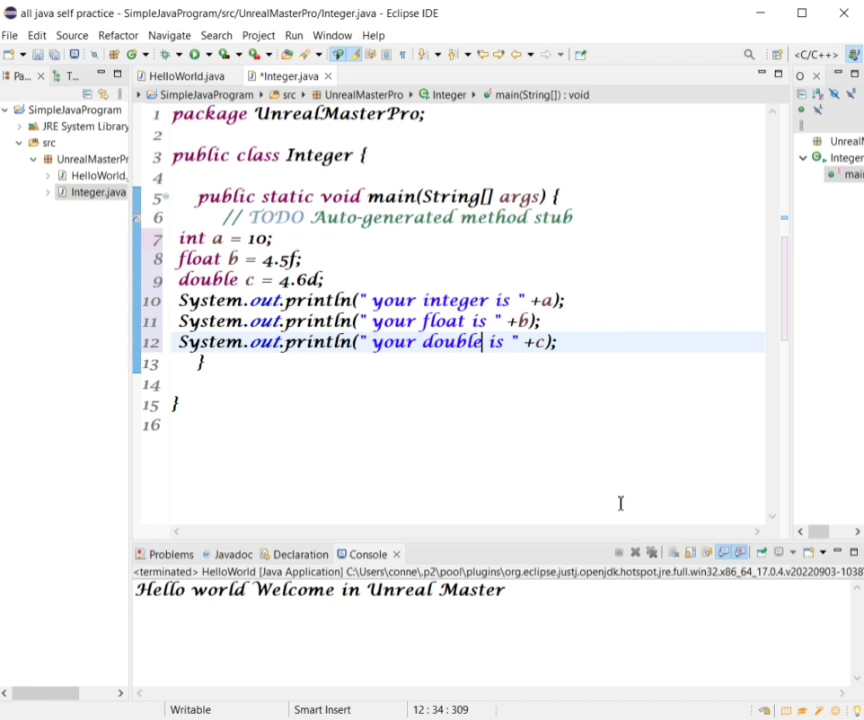 all java self practice - SimpleJavaProgram/src/UnrealMasterPro/Integer.java - Eclipse IDE
File Edit Source Refactor Navigate Search Project Run Window Help
<C/C++>
Pa... T... HelloWorld.java *Integer.java O
SimpleJavaProgram src UnrealMasterPro Integer main(String[]) : void
SimpleJavaProgram
JRE System Library
src
UnrealMasterPr
HelloWorld.
Integer.java
1 package UnrealMasterPro;
2
3 public class Integer {
4
5 public static void main(String[] args) {
6 // TODO Auto-generated method stub
7 int a = 10;
8 float b = 4.5f;
9 double c = 4.6d;
10 System.out.println(" your integer is " +a);
11 System.out.println(" your float is " +b);
12 System.out.println(" your double is " +c);
13 }
14
15 }
16
Unreal
Integer
mai
Problems Javadoc Declaration Console
<terminated> HelloWorld [Java Application] C:\Users\conne\.p2\pool\plugins\org.eclipse.justj.openjdk.hotspot.jre.full.win32.x86_64_17.0.4.v20220903-1038
Hello world Welcome in Unreal Master
Writable Smart Insert 12 : 34 : 309